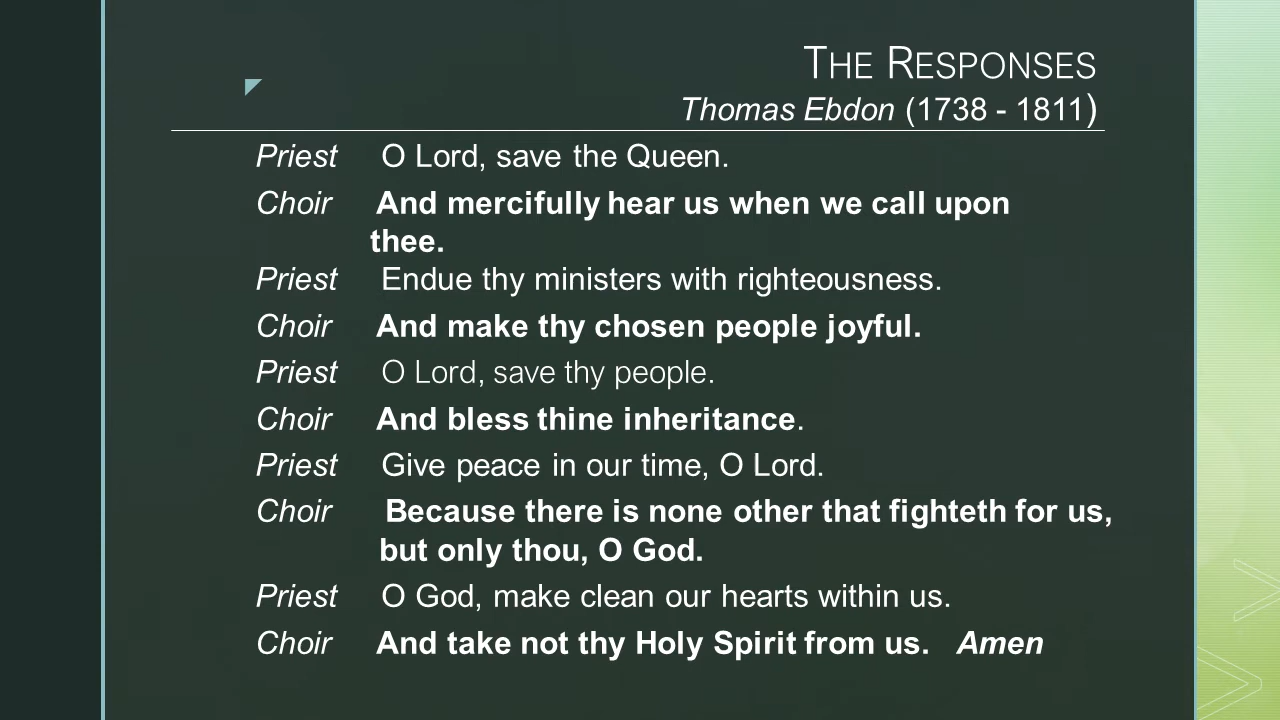 THE RESPONSES
Thomas Ebdon (1738 - 1811)
Priest O Lord, save the Queen.
Choir And mercifully hear us when we call upon
thee.
Priest Endue thy ministers with righteousness.
Choir And make thy chosen people joyful.
Priest O Lord, save thy people.
Choir And bless thine inheritance.
Priest Give peace in our time, O Lord.
Choir Because there is none other that fighteth for us,
but only thou, O God.
Priest O God, make clean our hearts within us.
Choir And take not thy Holy Spirit from us. Amen